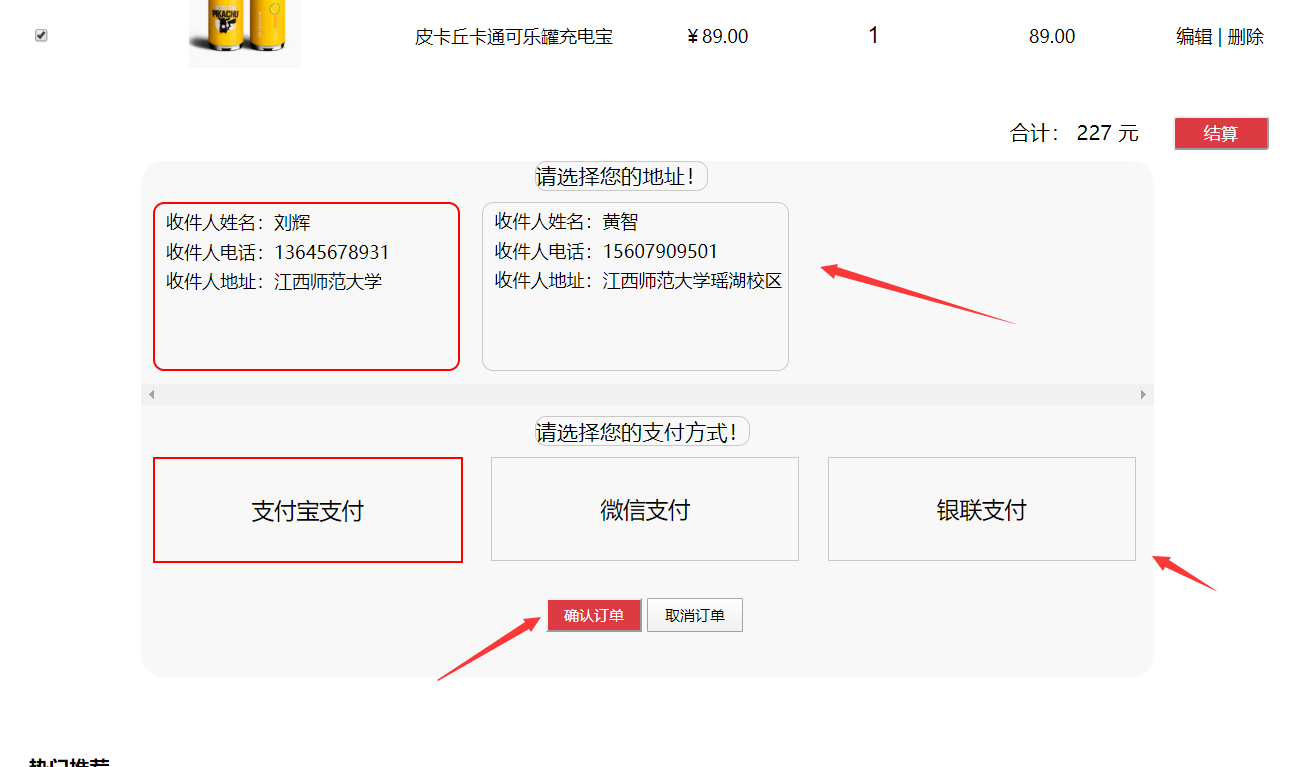 PIKACHU
皮卡丘卡通可乐罐充电宝 ¥89.00 1 89.00 编辑 | 删除
合计： 227 元 结算
请选择您的地址！
收件人姓名：刘辉
收件人电话：13645678931
收件人地址：江西师范大学
收件人姓名：黄智
收件人电话：15607909501
收件人地址：江西师范大学瑶湖校区
请选择您的支付方式！
支付宝支付 微信支付 银联支付
确认订单 取消订单
热门推荐